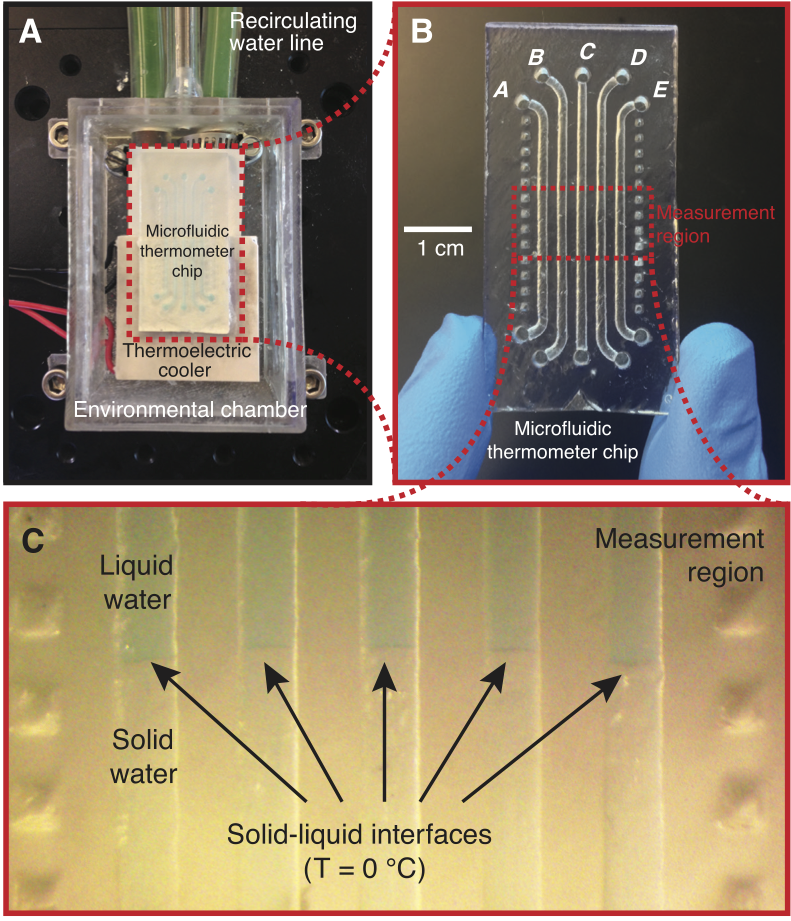 A
Recirculating
water line
Microfluidic
thermometer
chip
Thermoelectric
cooler
Environmental chamber
B
A
B
C
D
E
Measurement
region
1 cm
Microfluidic
thermometer chip
C
Liquid
water
Measurement
region
Solid
water
Solid-liquid interfaces
(T = 0 °C)